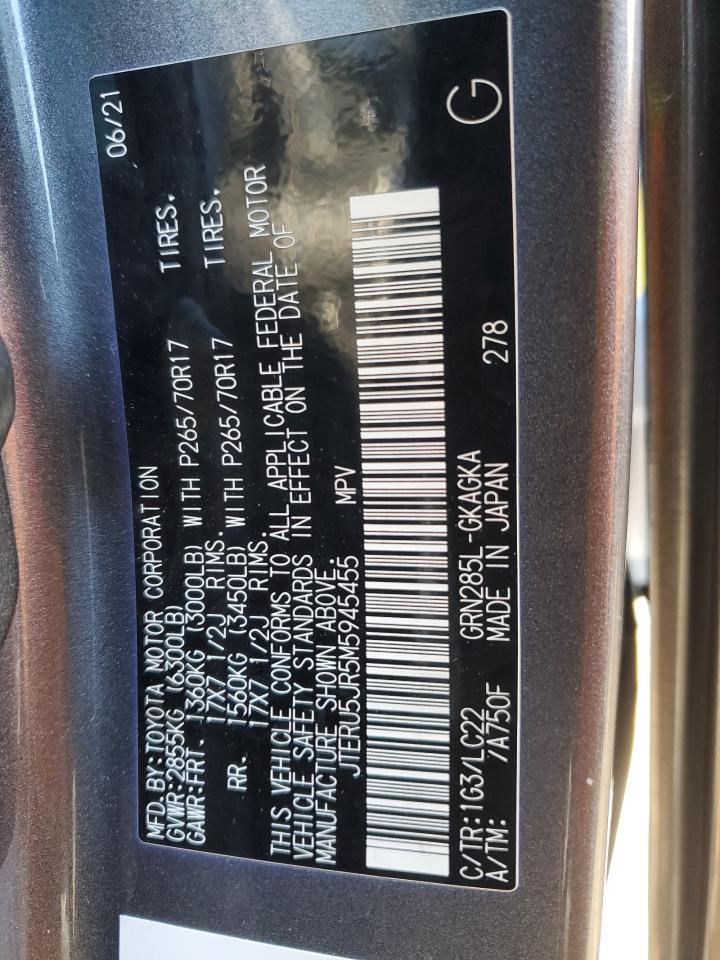 MFD. BY:TOYOTA MOTOR CORPORATION 06/21
GVWR:2855KG (6300LB)
GAWR:FRT. 1360KG (3000LB) WITH P265/70R17 TIRES.
17X7 1/2J RIMS.
RR. 1560KG (3450LB) WITH P265/70R17 TIRES.
17X7 1/2J RIMS.
THIS VEHICLE CONFORMS TO ALL APPLICABLE FEDERAL MOTOR
VEHICLE SAFETY STANDARDS IN EFFECT ON THE DATE OF
MANUFACTURE SHOWN ABOVE.
JTERU5JR5M5945455 MPV
C/TR:1G3/LC22 GRN285L-GKAGKA G
A/TM: /A750F MADE IN JAPAN 278